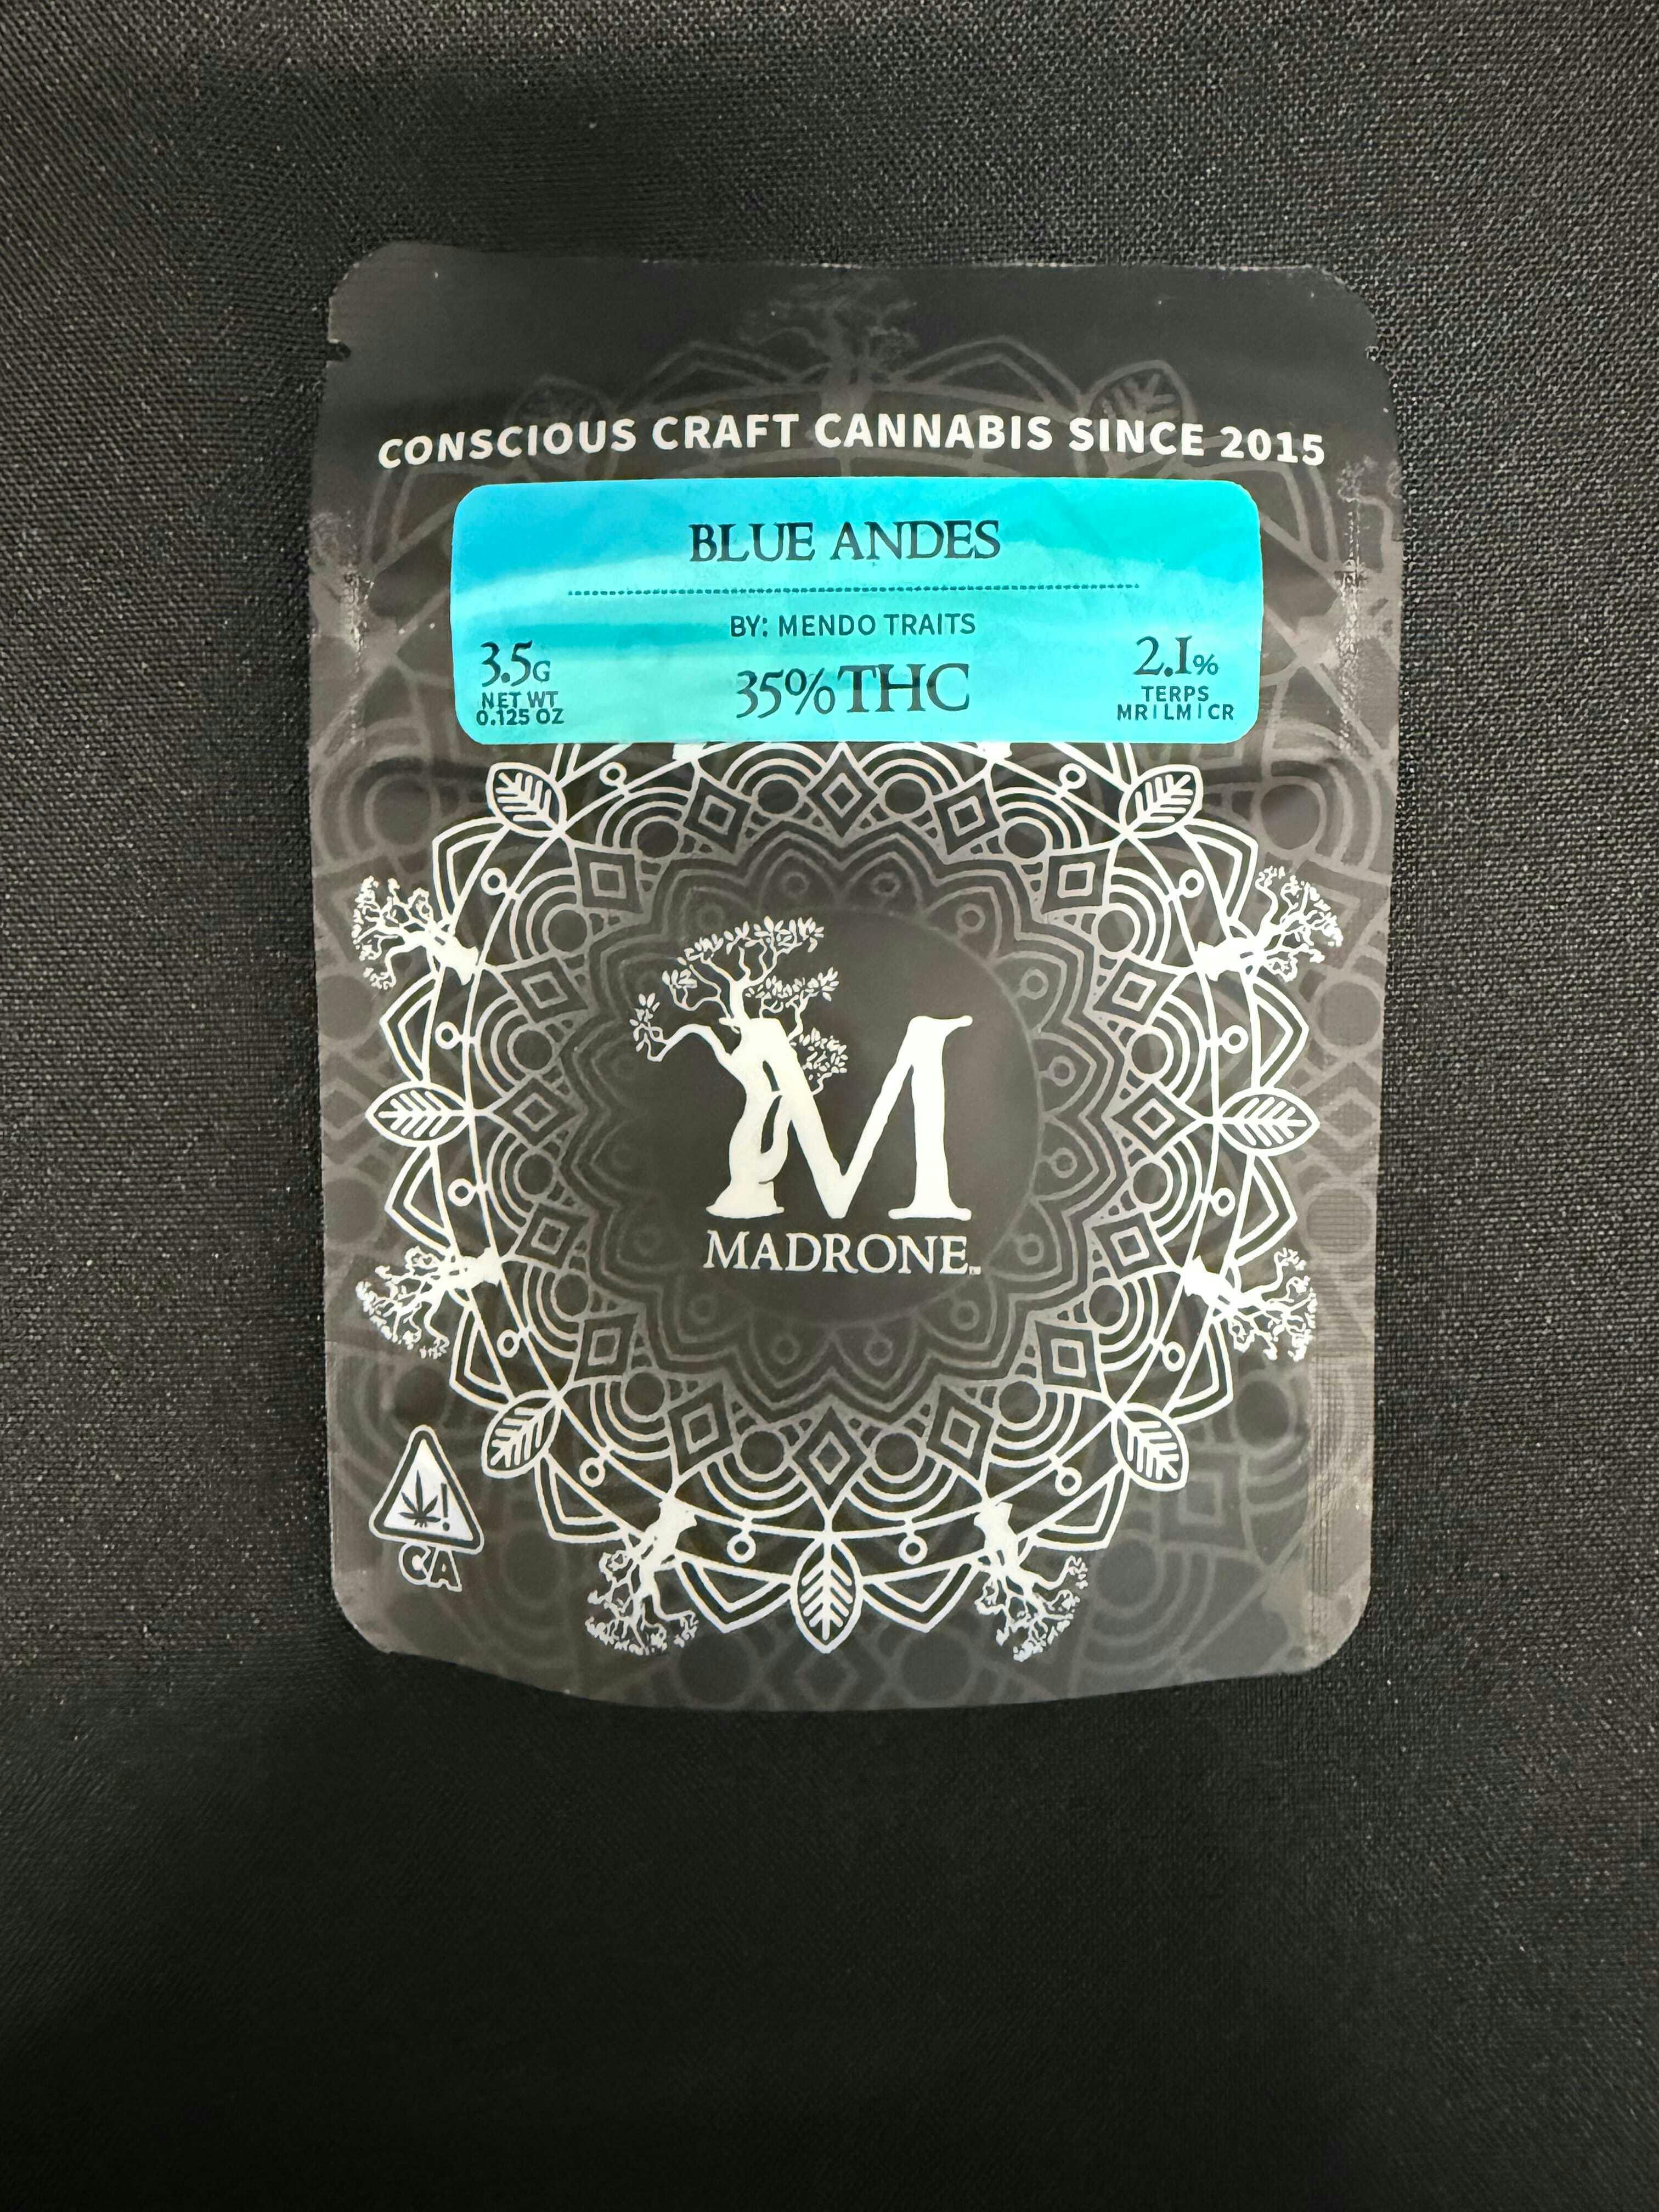 CONSCIOUS CRAFT CANNABIS SINCE 2015
BLUE ANDES
BY: MENDO TRAITS
3.5G
NET WT
0.125 OZ
35% THC
2.1%
TERPS
MR|LM|CR
M
MADRONE™
!
CA